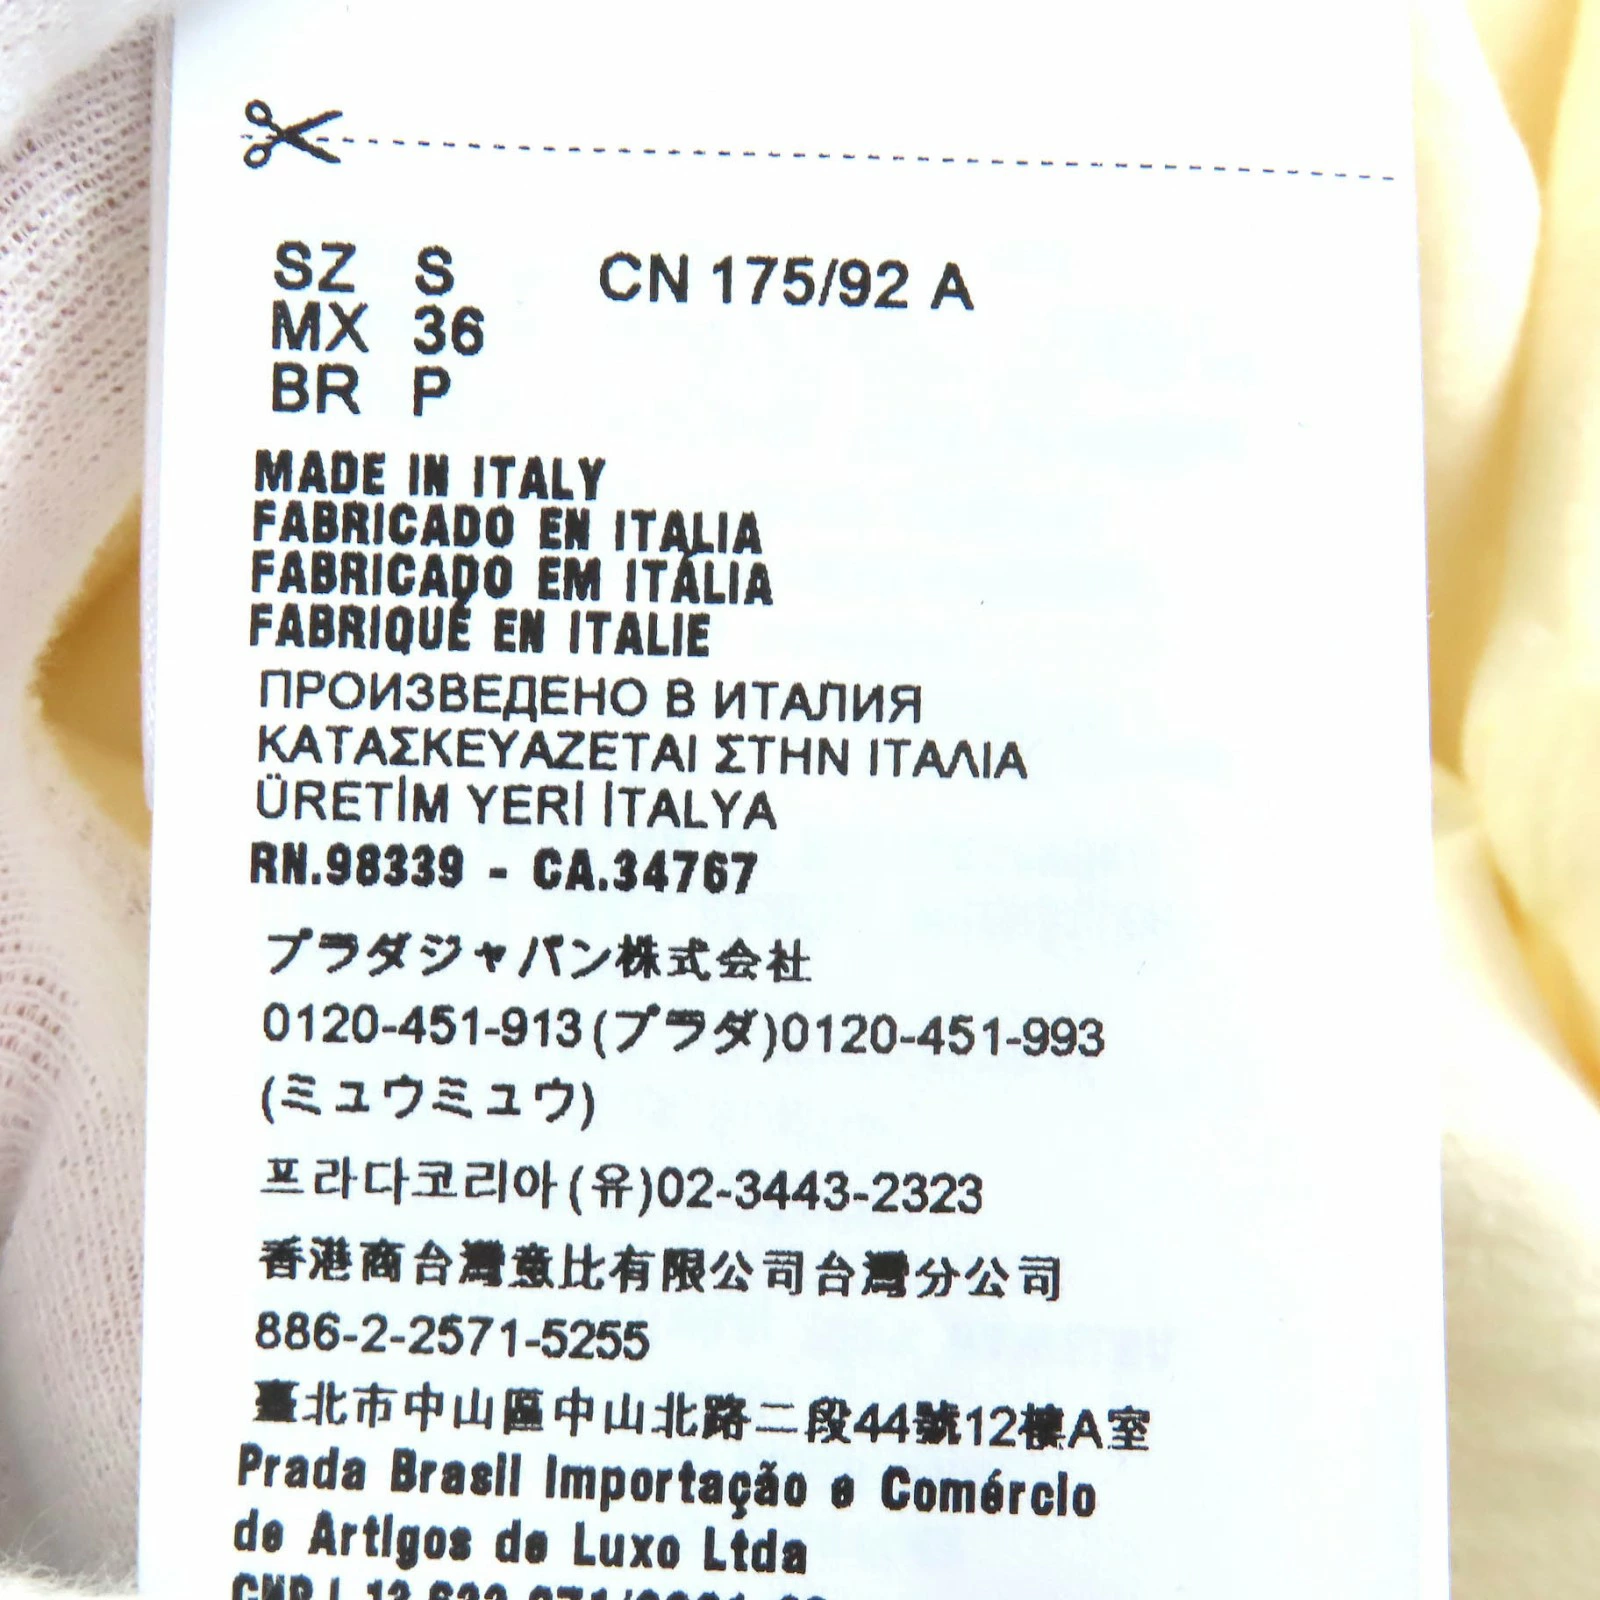 SZ S CN 175/92 A
MX 36
BR P
MADE IN ITALY
FABRICADO EN ITALIA
FABRICADO EM ITÁLIA
FABRIQUÉ EN ITALIE
ПРОИЗВЕДЕНО В ИТАЛИЯ
ΚΑΤΑΣΚΕΥΑΖΕΤΑΙ ΣΤΗΝ ΙΤΑΛΙΑ
ÜRETİM YERİ İTALYA
RN.98339 - CA.34767
プラダジャパン株式会社
0120-451-913(プラダ)0120-451-993
(ミュウミュウ)
프라다코리아(유)02-3443-2323
香港商台灣意比有限公司台灣分公司
886-2-2571-5255
臺北市中山區中山北路二段44號12樓A室
Prada Brasil Importação e Comércio
de Artigos de Luxo Ltda